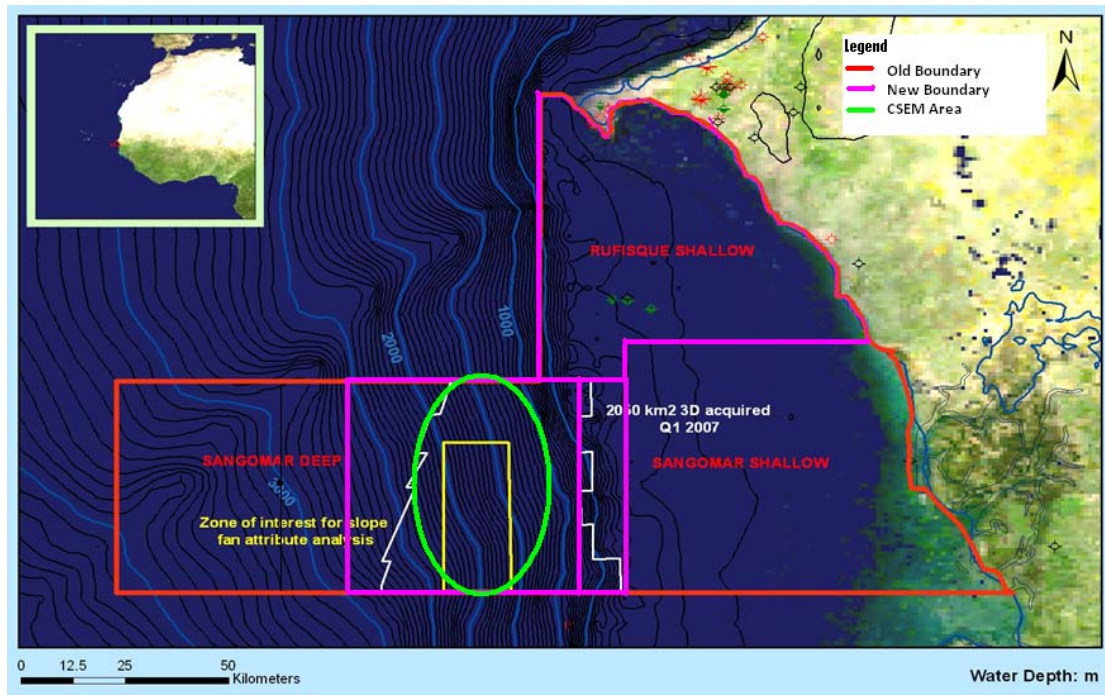 Legend
Old Boundary
New Boundary
CSEM Area
N
RUFISQUE SHALLOW
1000
2000
2050 km2 3D acquired
Q1 2007
SANGOMAR DEEP
SANGOMAR SHALLOW
3000
Zone of interest for slope
fan attribute analysis
0 12.5 25 50
Kilometers
Water Depth: m